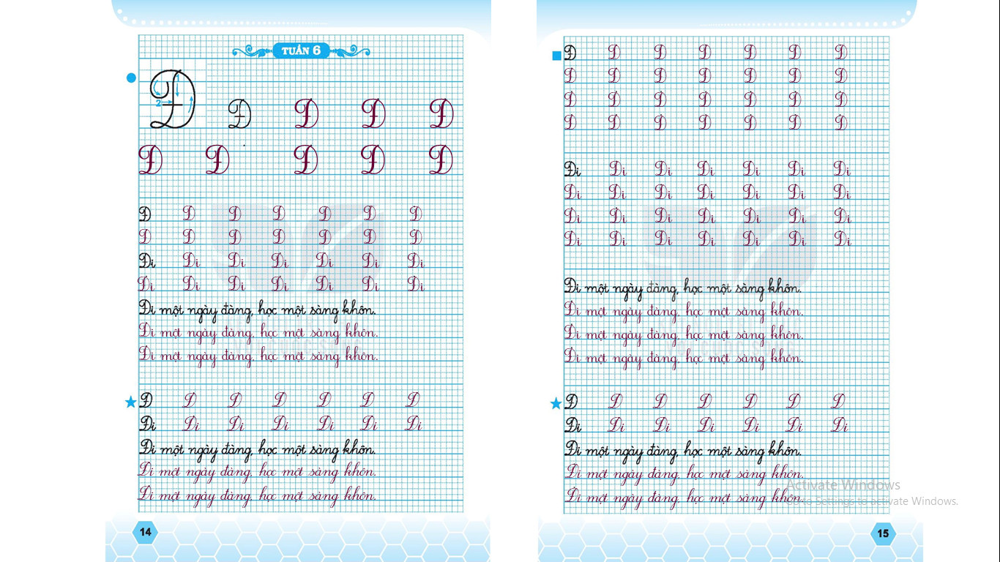 TUẦN 6
1
2
Đ
Đ Đ Đ Đ
Đ Đ Đ Đ Đ
Đ Đ Đ Đ Đ Đ Đ
Đ Đ Đ Đ Đ Đ Đ
Đi Đi Đi Đi Đi Đi Đi
Đi Đi Đi Đi Đi Đi Đi
Đi một ngày đàng, học một sàng khôn.
Đi một ngày đàng, học một sàng khôn.
Đi một ngày đàng, học một sàng khôn.
Đ Đ Đ Đ Đ Đ Đ
Đi Đi Đi Đi Đi Đi Đi
Đi một ngày đàng, học một sàng khôn.
Đi một ngày đàng, học một sàng khôn.
Đi một ngày đàng, học một sàng khôn.
14
Đ Đ Đ Đ Đ Đ Đ
Đ Đ Đ Đ Đ Đ Đ
Đ Đ Đ Đ Đ Đ Đ
Đ Đ Đ Đ Đ Đ Đ
Đi Đi Đi Đi Đi Đi Đi
Đi Đi Đi Đi Đi Đi Đi
Đi Đi Đi Đi Đi Đi Đi
Đi Đi Đi Đi Đi Đi Đi
Đi một ngày đàng, học một sàng khôn.
Đi một ngày đàng, học một sàng khôn.
Đi một ngày đàng, học một sàng khôn.
Đi một ngày đàng, học một sàng khôn.
Đ Đ Đ Đ Đ Đ Đ
Đi Đi Đi Đi Đi Đi Đi
Đi một ngày đàng, học một sàng khôn.
Đi một ngày đàng, học một sàng khôn.
Đi một ngày đàng, học một sàng khôn.
Activate Windows
Go to Settings to activate Windows.
15